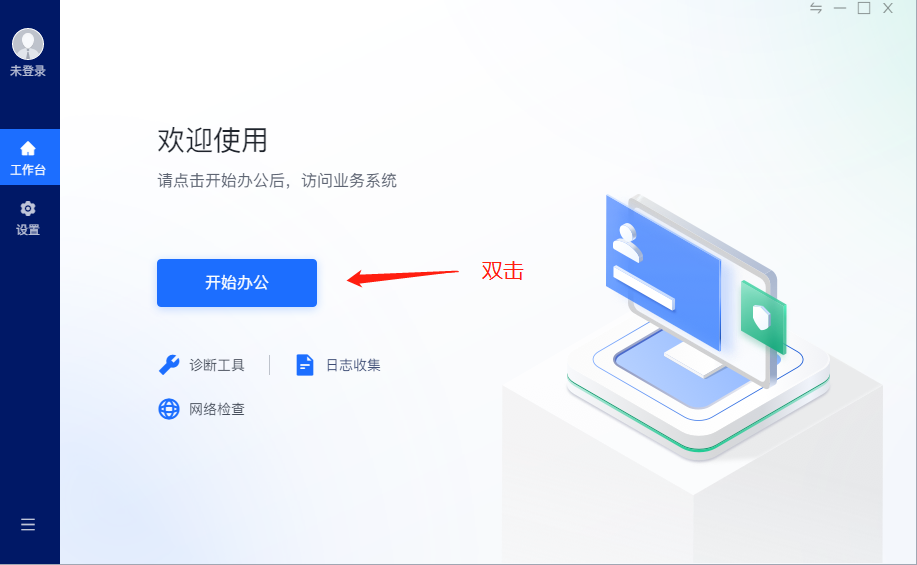 未登录
工作台
设置
欢迎使用
请点击开始办公后，访问业务系统
开始办公
双击
诊断工具
日志收集
网络检查